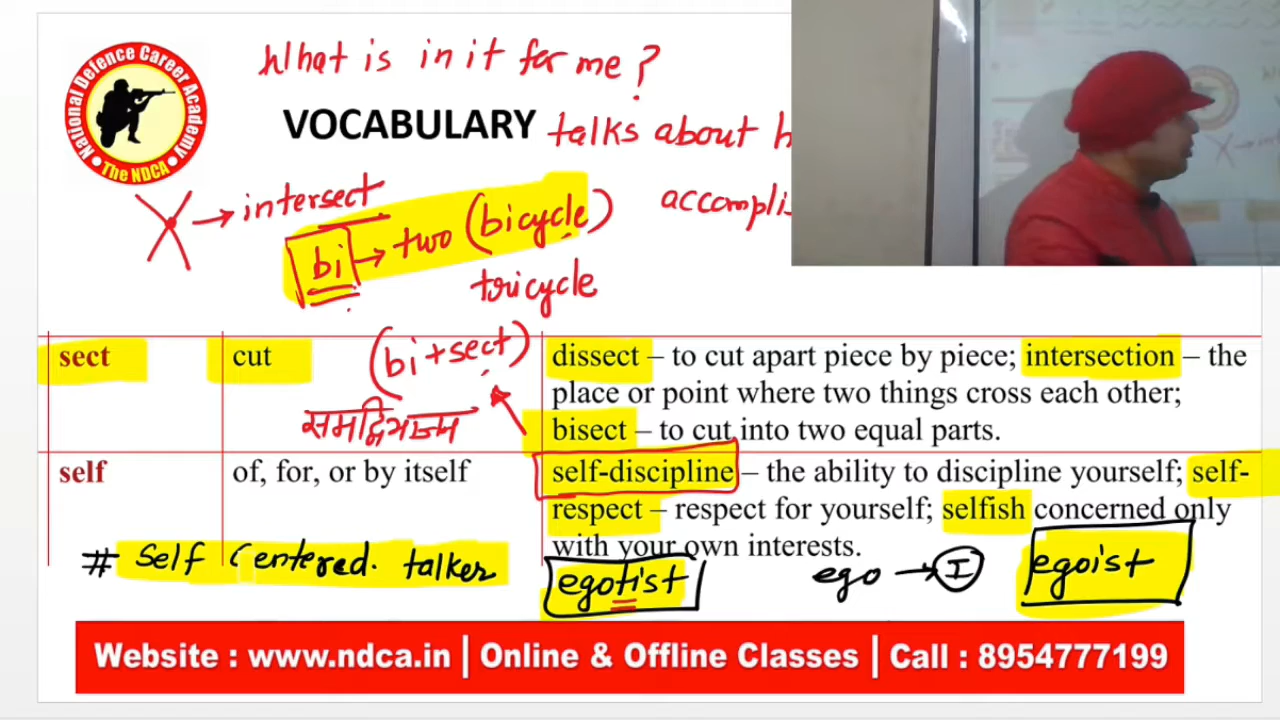 National Defence Career Academy
The NDCA
What is in it for me?
VOCABULARY
talks about h
intersect
accomplis
bi → two (bicycle)
tricycle
sect
cut
(bi + sect)
dissect – to cut apart piece by piece; intersection – the
place or point where two things cross each other;
bisect – to cut into two equal parts.
self
of, for, or by itself
self-discipline – the ability to discipline yourself; self-
respect – respect for yourself; selfish concerned only
with your own interests.
# Self Centered. talker
egotist
ego → I
egoist
Website : www.ndca.in | Online & Offline Classes | Call : 8954777199